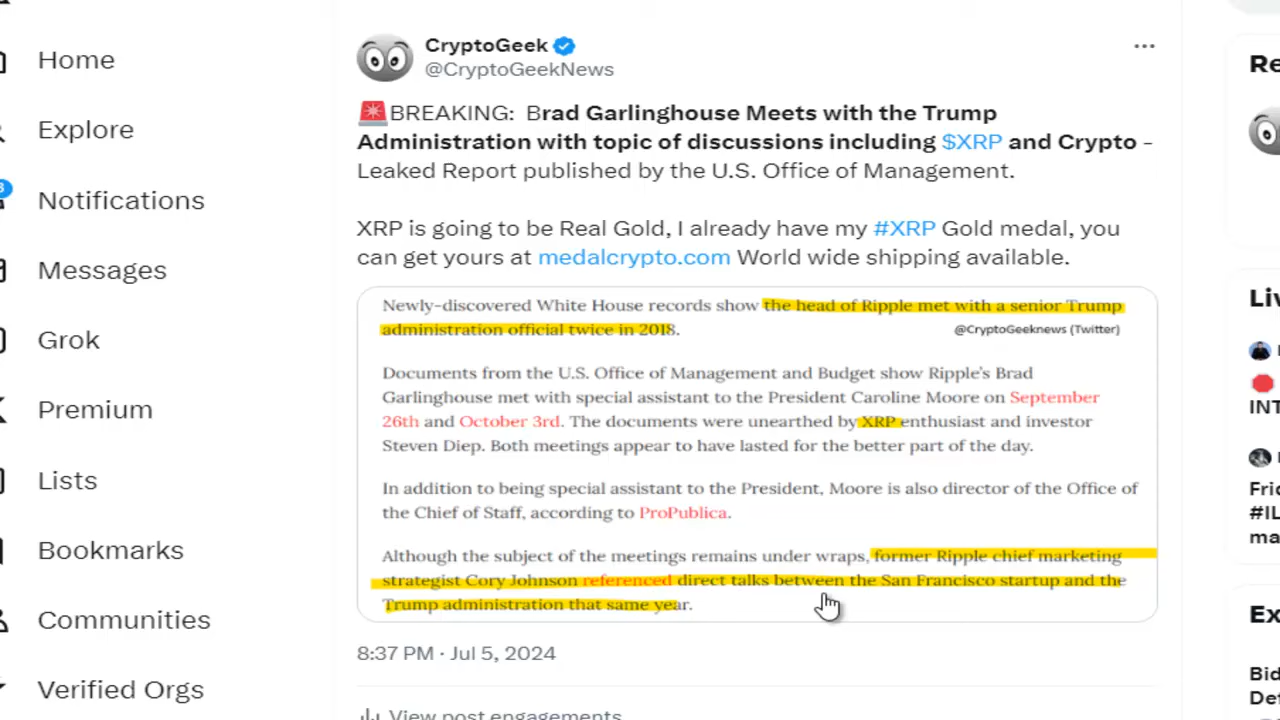 Home
Explore
Notifications
Messages
Grok
Premium
Lists
Bookmarks
Communities
Verified Orgs
CryptoGeek
@CryptoGeekNews
🚨BREAKING: Brad Garlinghouse Meets with the Trump
Administration with topic of discussions including $XRP and Crypto -
Leaked Report published by the U.S. Office of Management.
XRP is going to be Real Gold, I already have my #XRP Gold medal, you
can get yours at medalcrypto.com World wide shipping available.
Newly-discovered White House records show the head of Ripple met with a senior Trump
administration official twice in 2018.
@CryptoGeeknews (Twitter)
Documents from the U.S. Office of Management and Budget show Ripple's Brad
Garlinghouse met with special assistant to the President Caroline Moore on September
26th and October 3rd. The documents were unearthed by XRP enthusiast and investor
Steven Diep. Both meetings appear to have lasted for the better part of the day.
In addition to being special assistant to the President, Moore is also director of the Office of
the Chief of Staff, according to ProPublica.
Although the subject of the meetings remains under wraps, former Ripple chief marketing
strategist Cory Johnson referenced direct talks between the San Francisco startup and the
Trump administration that same year.
8:37 PM · Jul 5, 2024
View post engagements
Re
Liv
INT
Frid
#IL
ma
Ex
Bid
Def